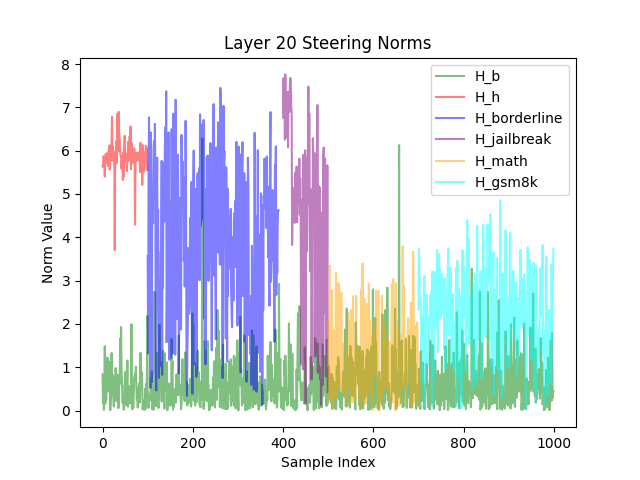 Layer 20 Steering Norms
Norm Value
8
7
6
5
4
3
2
1
0
H_b
H_h
H_borderline
H_jailbreak
H_math
H_gsm8k
0
200
400
600
800
1000
Sample Index